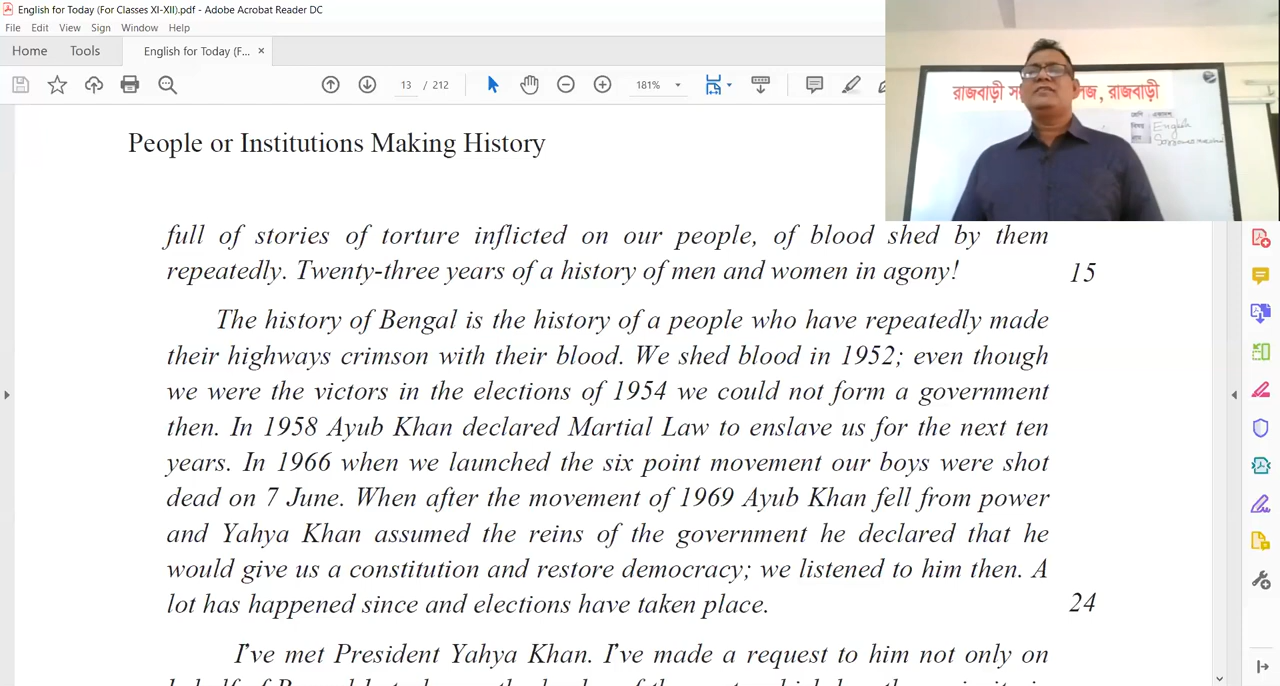 English for Today (For Classes XI-XII).pdf - Adobe Acrobat Reader DC
File Edit View Sign Window Help
Home Tools English for Today (F... ×
13 / 212 181%
রাজবাড়ী স জ, রাজবাড়ী
বিষয় English
People or Institutions Making History
full of stories of torture inflicted on our people, of blood shed by them
repeatedly. Twenty-three years of a history of men and women in agony! 15
The history of Bengal is the history of a people who have repeatedly made
their highways crimson with their blood. We shed blood in 1952; even though
we were the victors in the elections of 1954 we could not form a government
then. In 1958 Ayub Khan declared Martial Law to enslave us for the next ten
years. In 1966 when we launched the six point movement our boys were shot
dead on 7 June. When after the movement of 1969 Ayub Khan fell from power
and Yahya Khan assumed the reins of the government he declared that he
would give us a constitution and restore democracy; we listened to him then. A
lot has happened since and elections have taken place. 24
I've met President Yahya Khan. I've made a request to him not only on